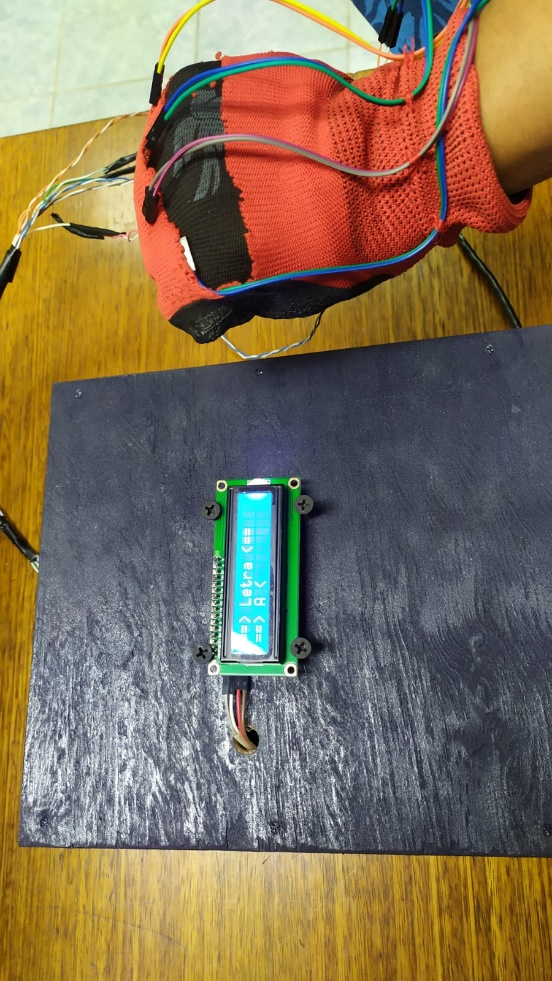 ==> Letra <==
==> A <